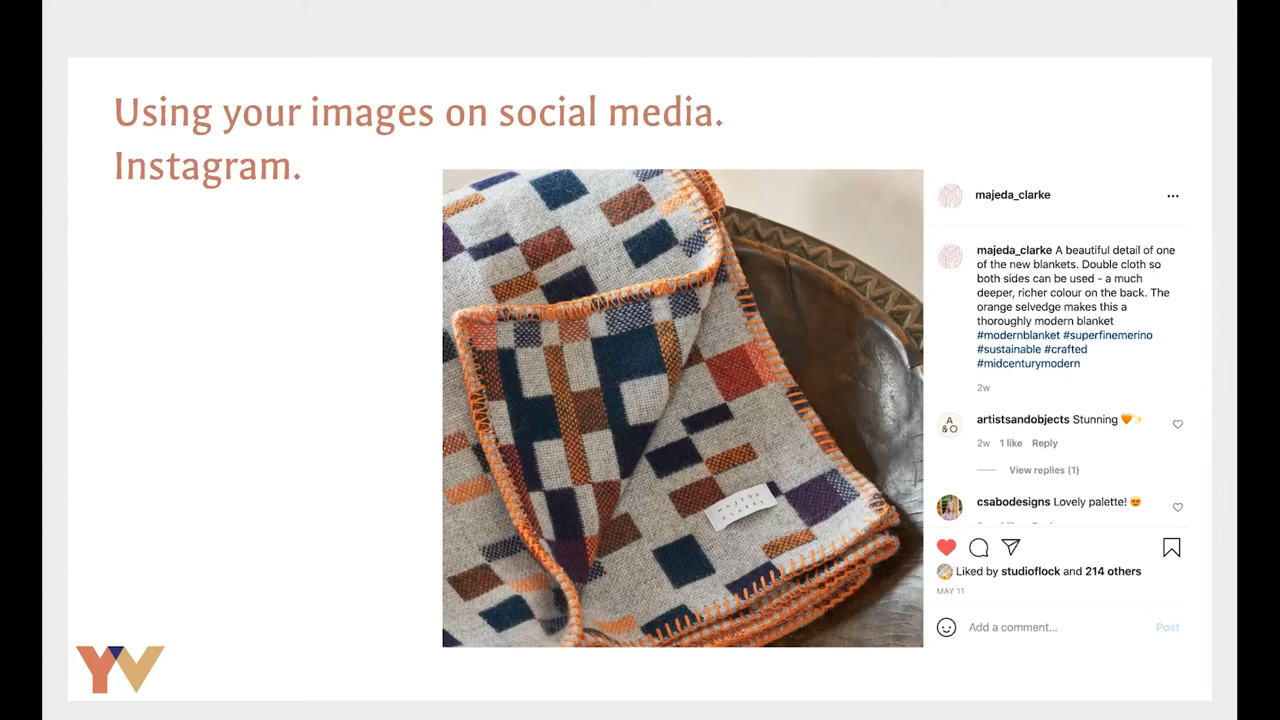 Using your images on social media.
Instagram.
majeda_clarke
majeda_clarke A beautiful detail of one
of the new blankets. Double cloth so
both sides can be used - a much
deeper, richer colour on the back. The
orange selvedge makes this a
thoroughly modern blanket
#modernblanket #superfinemerino
#sustainable #crafted
#midcenturymodern
2w
A
&O
artistsandobjects Stunning 🧡✨
2w 1 like Reply
View replies (1)
csabodesigns Lovely palette! 😍
Liked by studioflock and 214 others
MAY 11
Add a comment...
Post
MAJEDA
CLARKE
YV